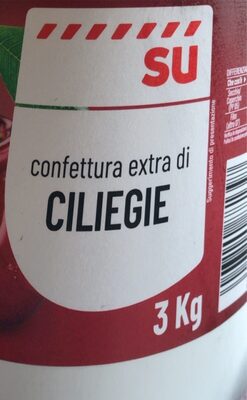 su
confettura extra di
CILIEGIE
3 Kg
Suggerimento di presentazione